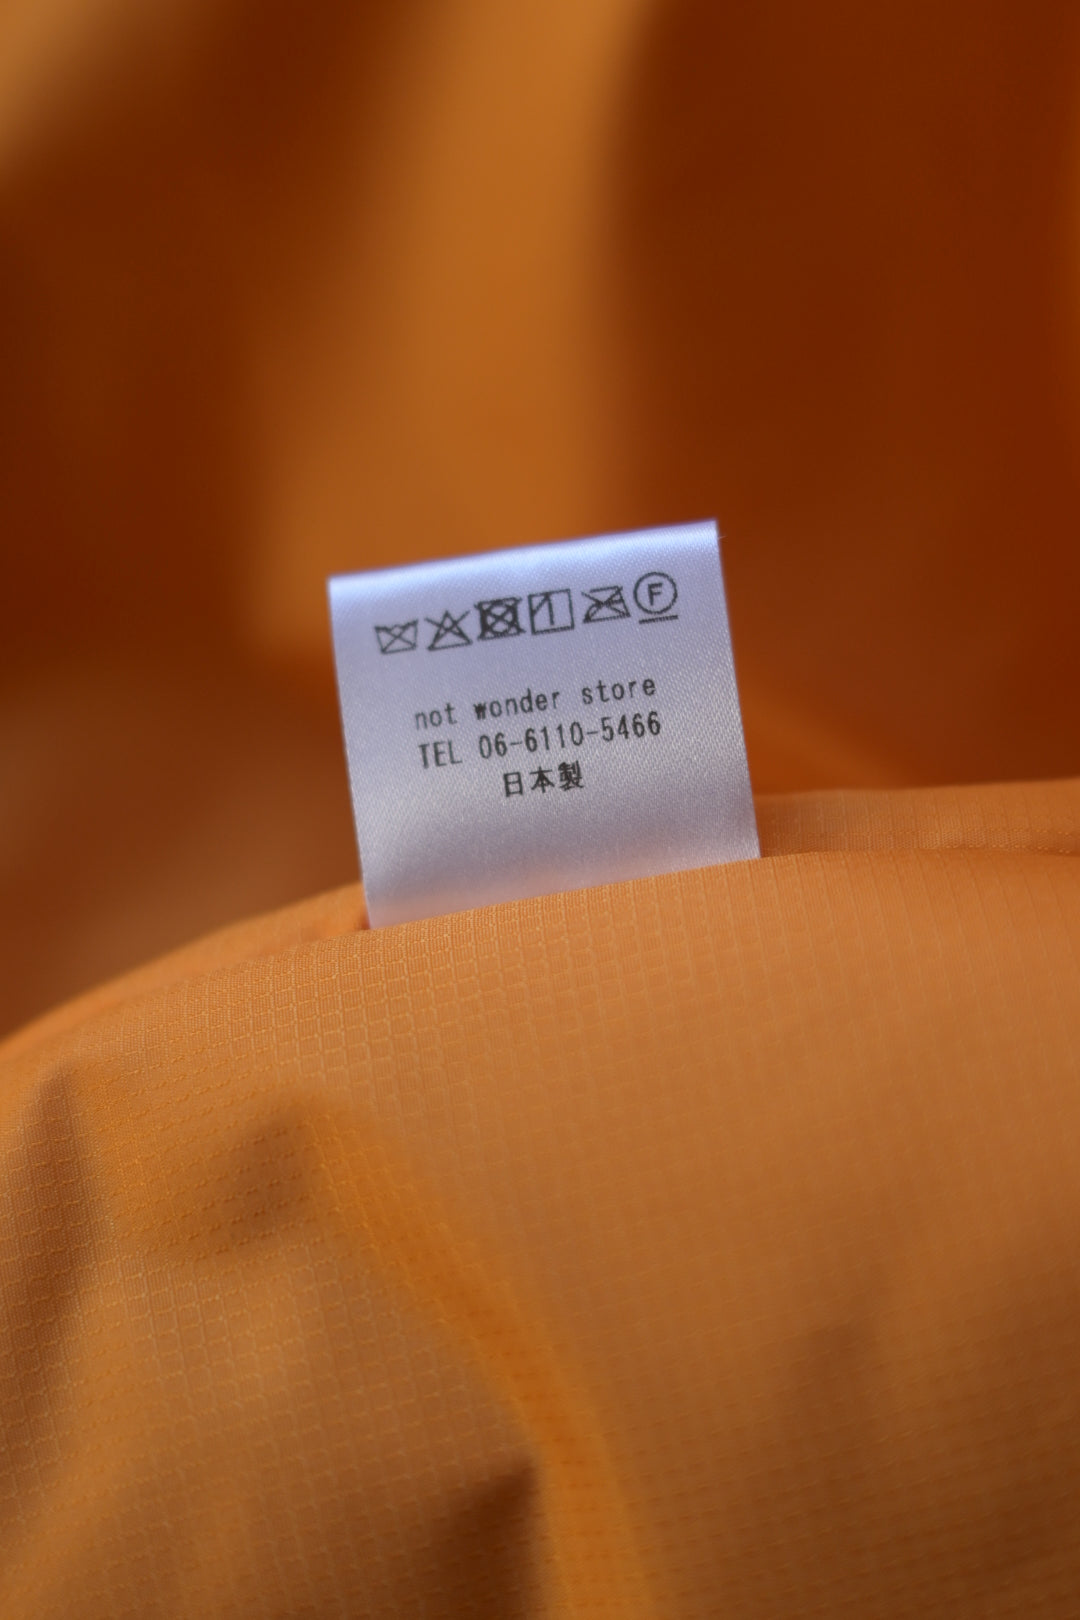 F
not wonder store
TEL 06-6110-5466
日本製